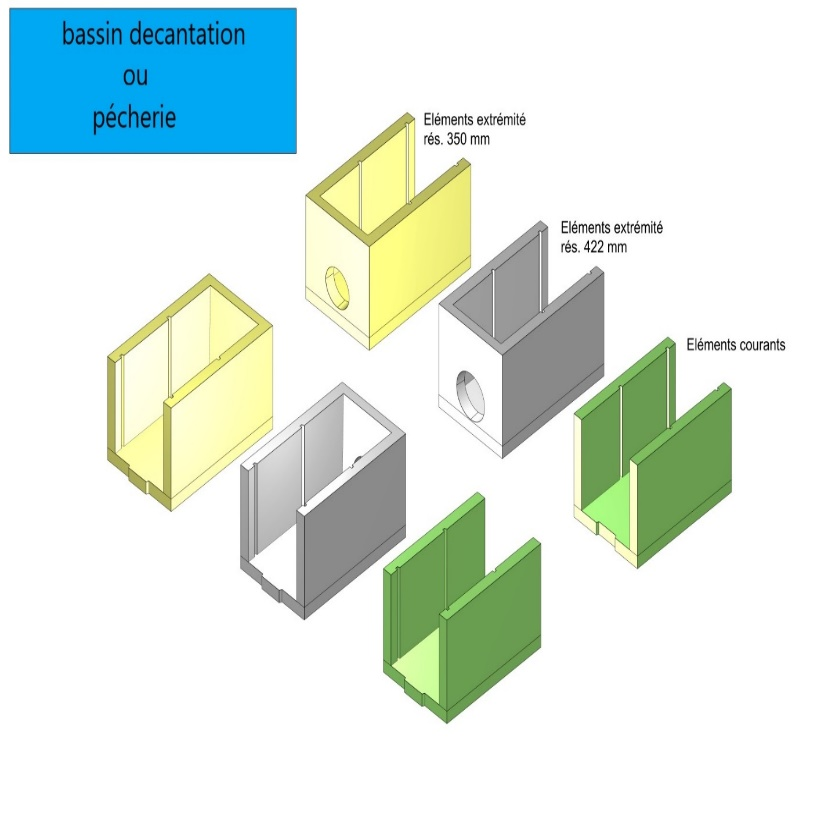 bassin decantation
ou
pécherie
Eléments extrémité
rés. 350 mm
Eléments extrémité
rés. 422 mm
Eléments courants